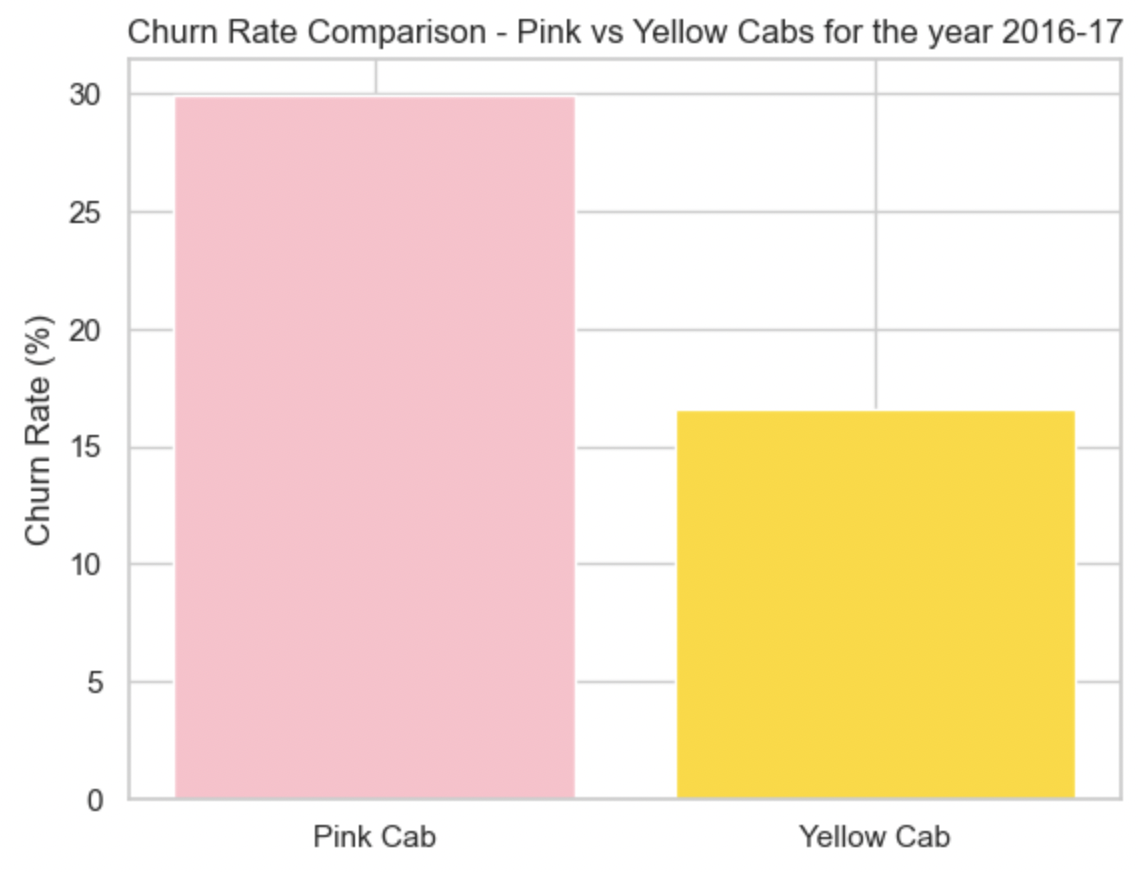 Churn Rate Comparison - Pink vs Yellow Cabs for the year 2016-17
30
25
20
15
10
5
0
Churn Rate (%)
Pink Cab
Yellow Cab